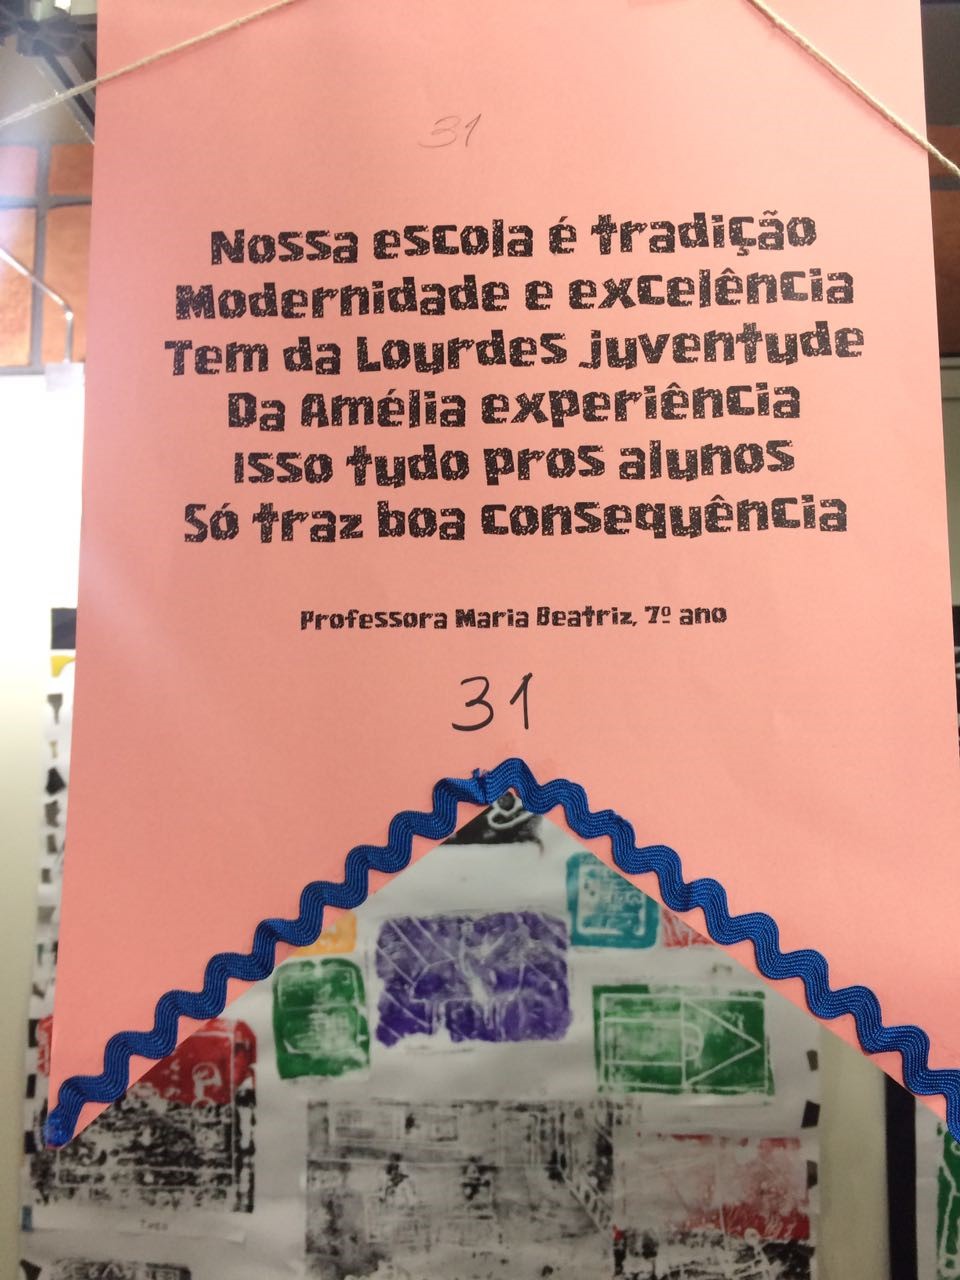 31
Nossa escola é tradição
Modernidade e excelência
Tem da Lourdes juventude
Da Amélia experiência
Isso tudo pros alunos
Só traz boa consequência
Professora Maria Beatriz, 7º ano
31